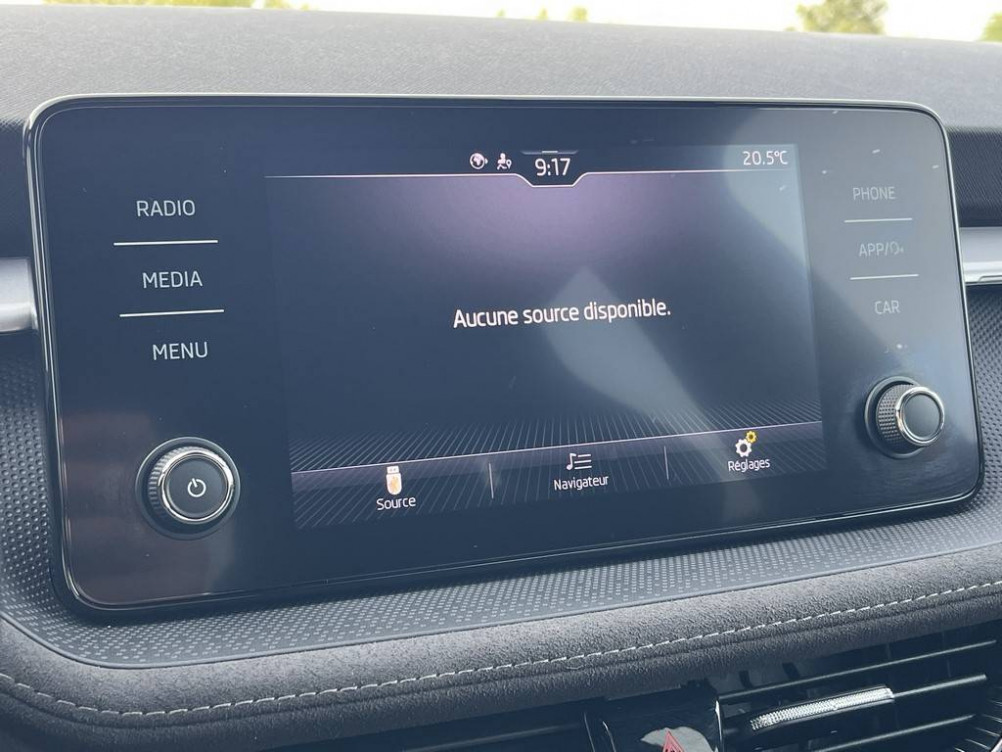 9:17
20.5°C
RADIO
MEDIA
MENU
PHONE
APP/
CAR
Aucune source disponible.
Source
Navigateur
Réglages